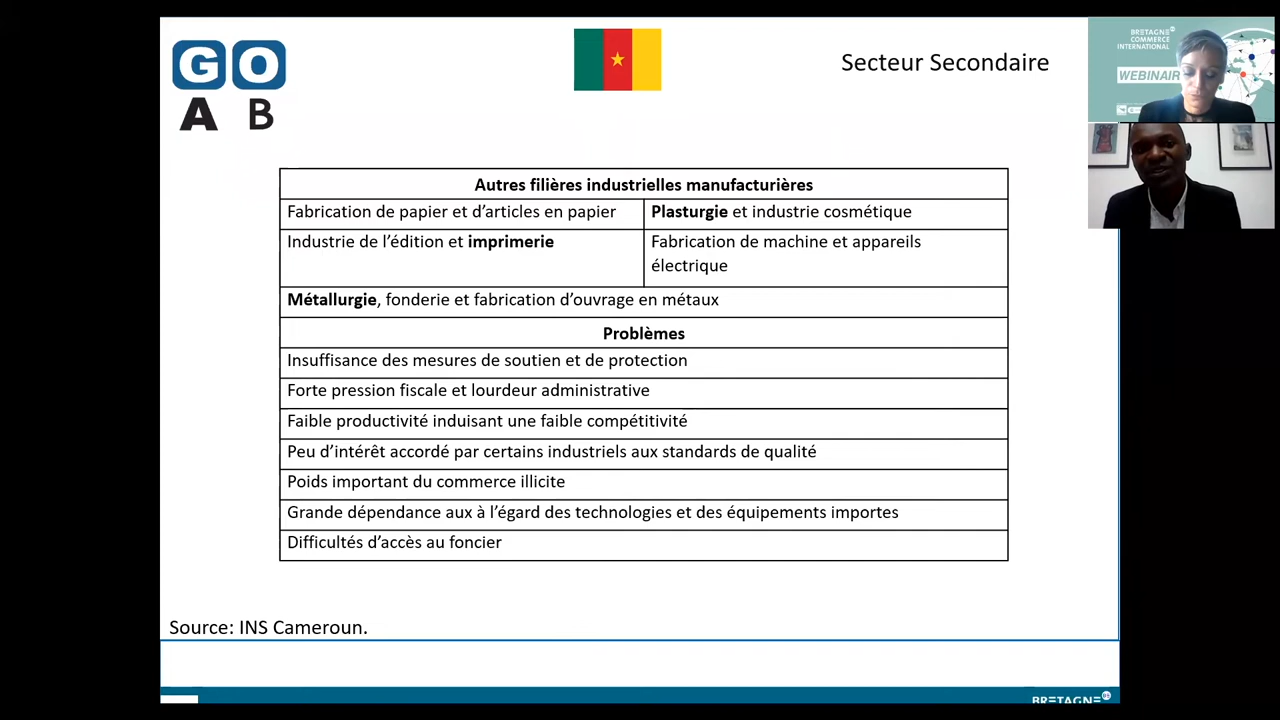 GO
A B
Secteur Secondaire
BRETAGNE
COMMERCE
INTERNATIONAL
WEBINAIR
Autres filières industrielles manufacturières
Fabrication de papier et d’articles en papier
Plasturgie et industrie cosmétique
Industrie de l’édition et imprimerie
Fabrication de machine et appareils
électrique
Métallurgie, fonderie et fabrication d’ouvrage en métaux
Problèmes
Insuffisance des mesures de soutien et de protection
Forte pression fiscale et lourdeur administrative
Faible productivité induisant une faible compétitivité
Peu d’intérêt accordé par certains industriels aux standards de qualité
Poids important du commerce illicite
Grande dépendance aux à l’égard des technologies et des équipements importes
Difficultés d’accès au foncier
Source: INS Cameroun.
BRETAGNE